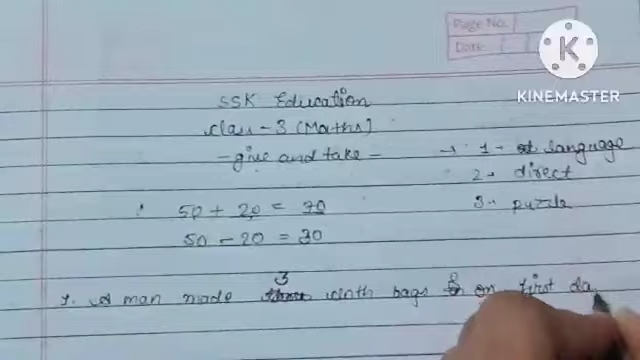 Page No.
Date:
K
KINEMASTER
SSK Education
Class - 3 (Maths)
- give and take -
→ 1 - language
2 - direct
3 - puzzle
50 + 20 = 70
50 - 20 = 30
1. A man made 3 bags on first da